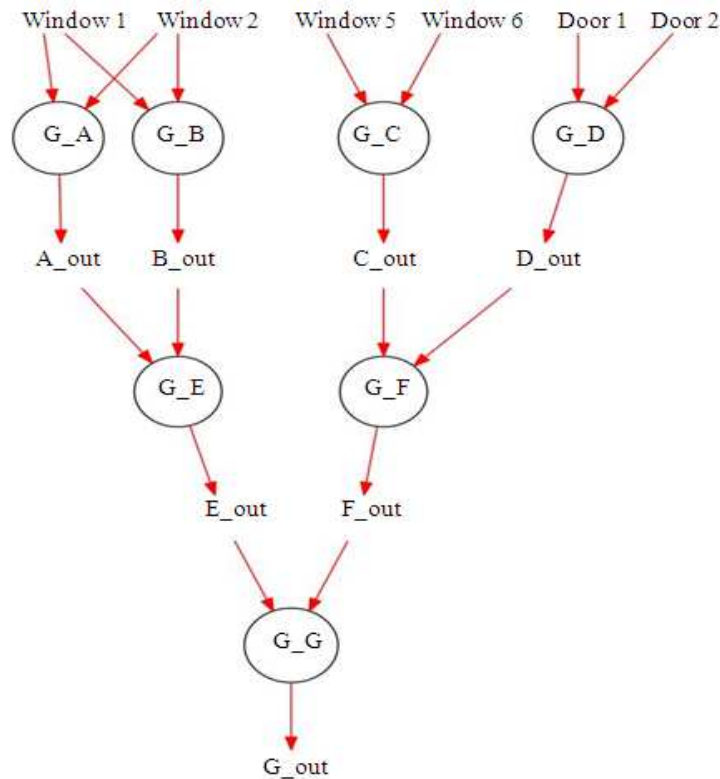 Window 1 Window 2 Window 5 Window 6 Door 1 Door 2
G_A G_B G_C G_D
A_out B_out C_out D_out
G_E G_F
E_out F_out
G_G
G_out